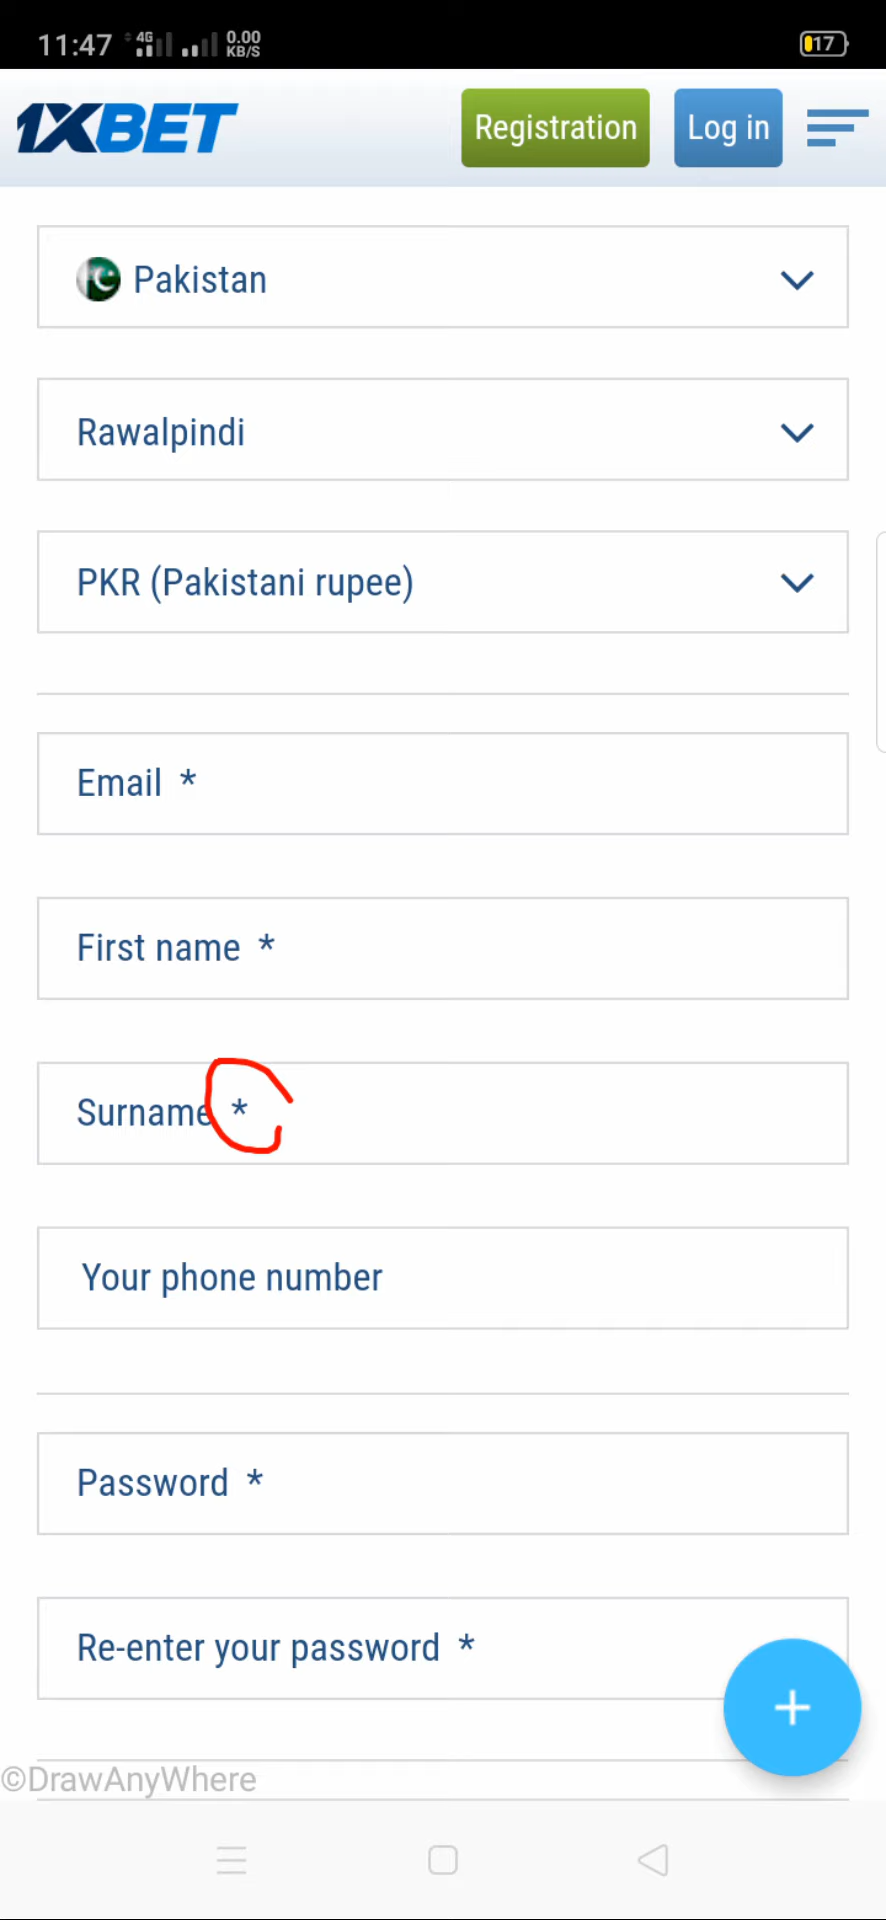 11:47 4G 0.00 KB/S 17
1XBET Registration Log in
Pakistan
Rawalpindi
PKR (Pakistani rupee)
Email *
First name *
Surname *
Your phone number
Password *
Re-enter your password *
+
©DrawAnyWhere